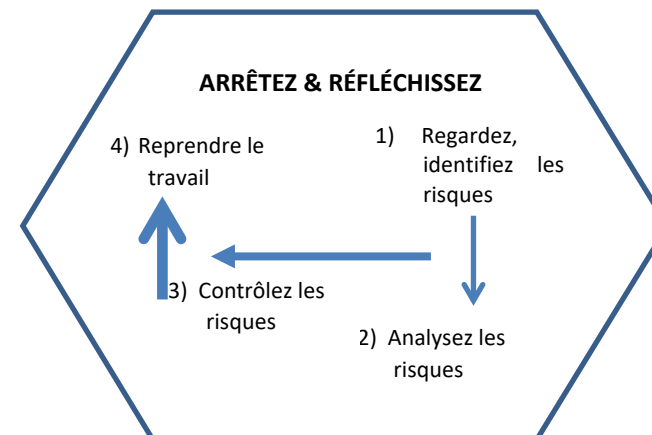 ARRÊTEZ & RÉFLÉCHISSEZ
1) Regardez,
identifiez les
risques
2) Analysez les
risques
3) Contrôlez les
risques
4) Reprendre le
travail